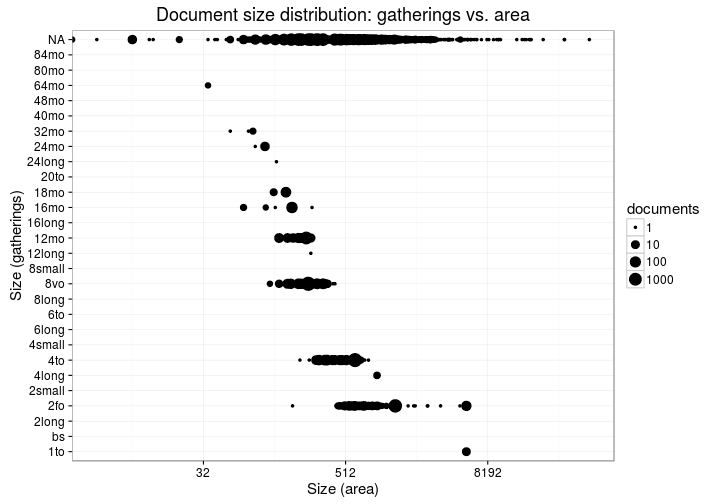 Document size distribution: gatherings vs. area
Size (gatherings)
NA
84mo
80mo
64mo
48mo
40mo
32mo
24mo
24long
20to
18mo
16mo
16long
12mo
12long
8small
8vo
8long
6to
6long
4small
4to
4long
2small
2fo
2long
bs
1to
32 512 8192
Size (area)
documents
1
10
100
1000